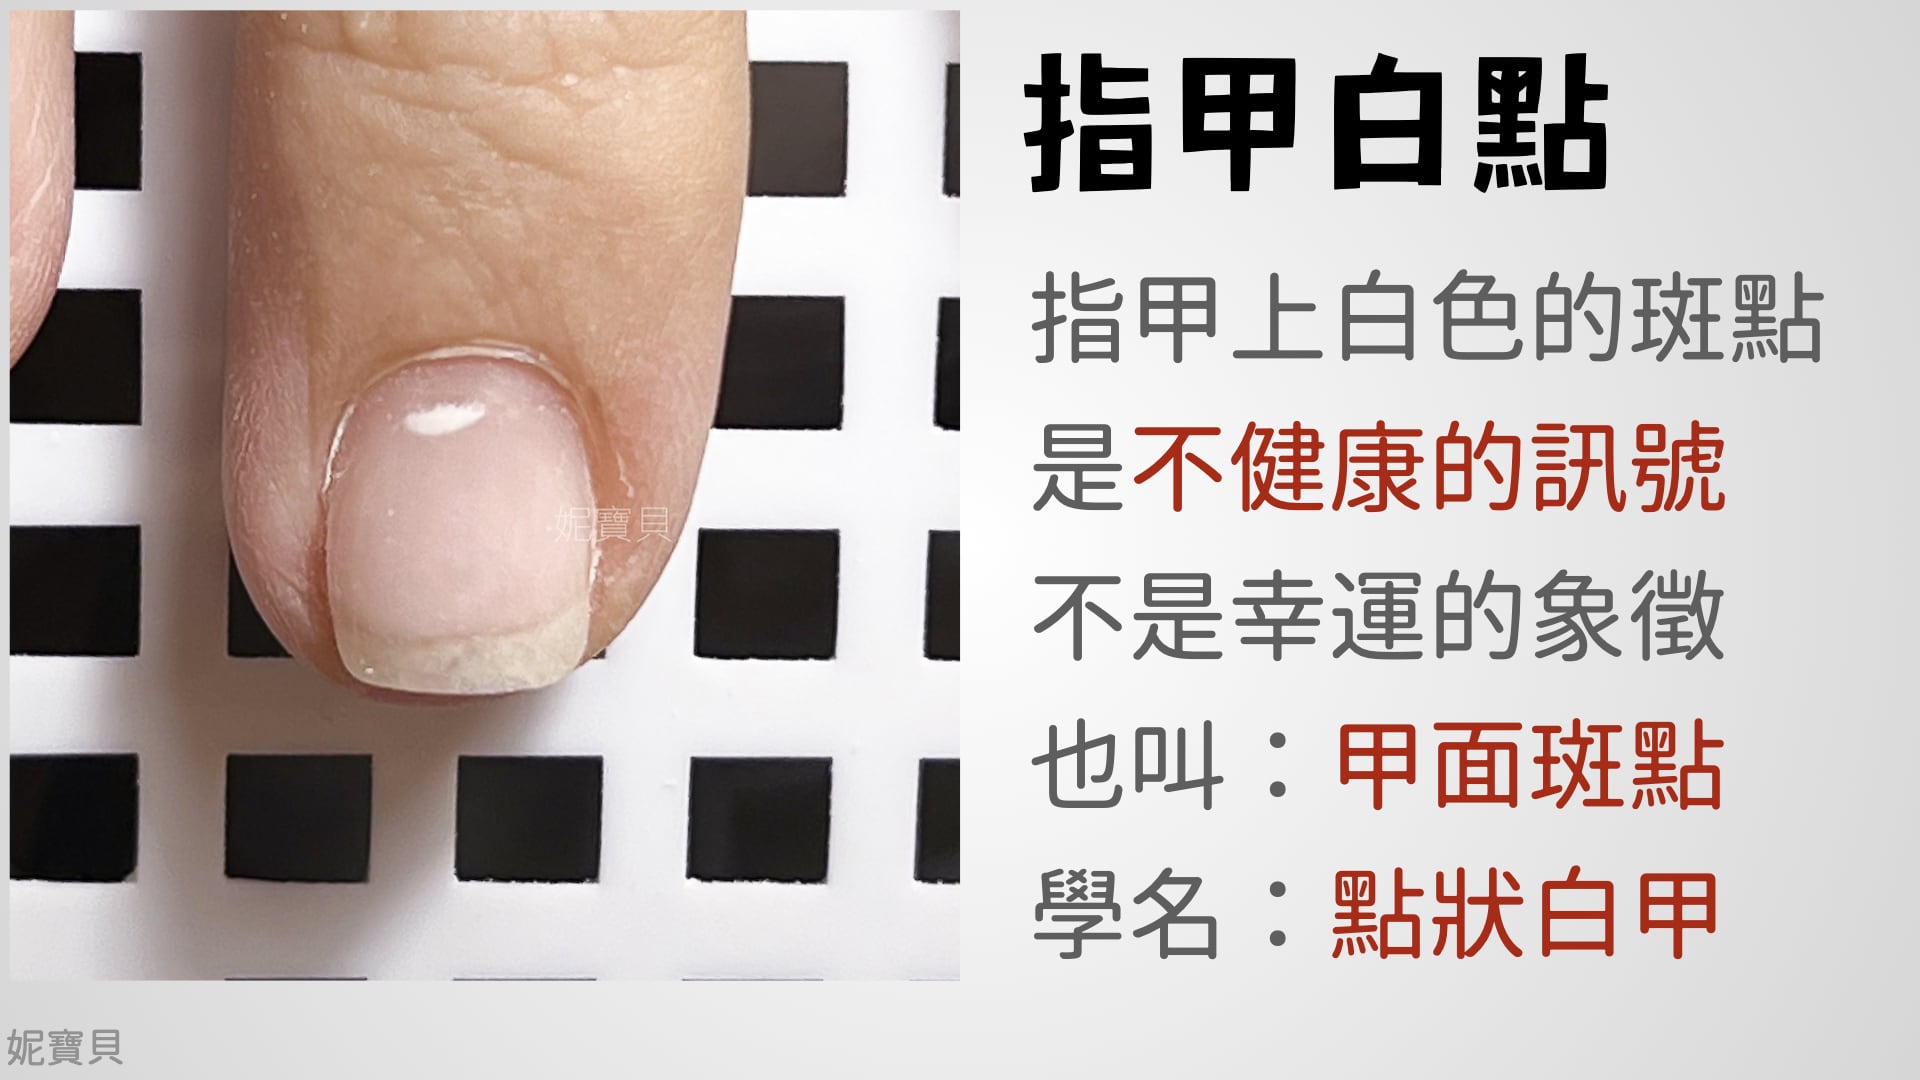 指甲白點
指甲上白色的斑點
是不健康的訊號
不是幸運的象徵
也叫：甲面斑點
學名：點狀白甲
妮寶貝
妮寶貝